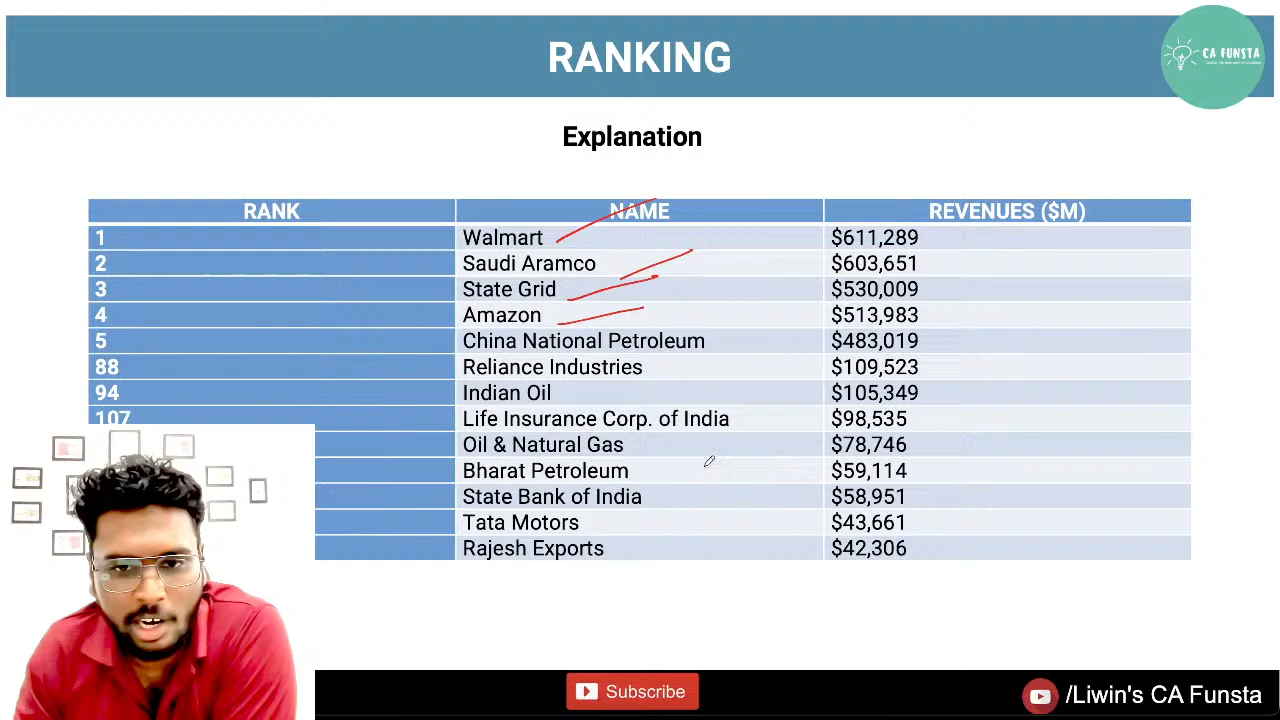 RANKING
CA FUNSTA
Explanation
RANK NAME REVENUES ($M)
1 Walmart $611,289
2 Saudi Aramco $603,651
3 State Grid $530,009
4 Amazon $513,983
5 China National Petroleum $483,019
88 Reliance Industries $109,523
94 Indian Oil $105,349
107 Life Insurance Corp. of India $98,535
Oil & Natural Gas $78,746
Bharat Petroleum $59,114
State Bank of India $58,951
Tata Motors $43,661
Rajesh Exports $42,306
Subscribe
/Liwin's CA Funsta